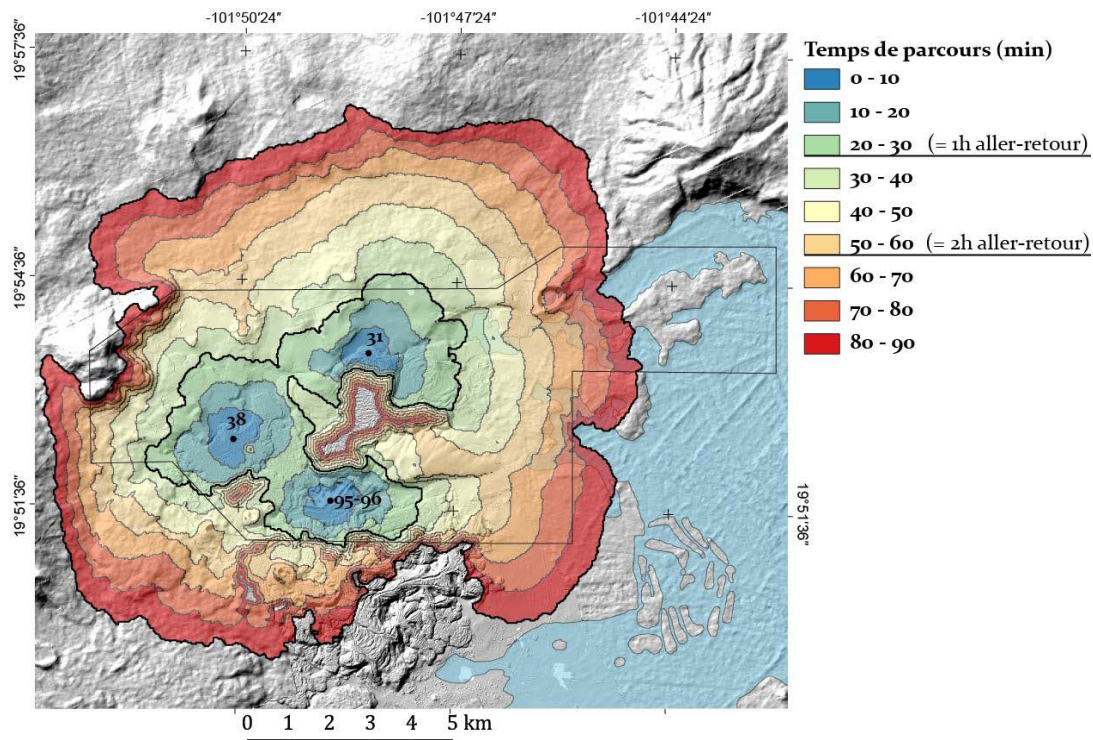 -101°50'24"
-101°47'24"
-101°44'24"
19°57'36"
19°54'36"
19°51'36"
19°51'36"
Temps de parcours (min)
0 - 10
10 - 20
20 - 30 (= 1h aller-retour)
30 - 40
40 - 50
50 - 60 (= 2h aller-retour)
60 - 70
70 - 80
80 - 90
31
38
95-96
0 1 2 3 4 5 km